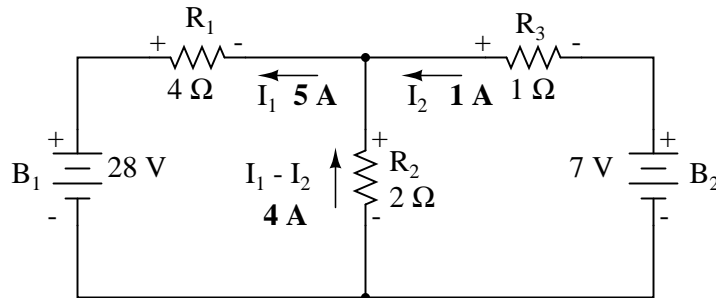 R1 R3
+ - + -
4 Ω 1 Ω
I1 5 A I2 1 A
+ + +
B1 28 V I1 - I2 R2 7 V B2
2 Ω
- 4 A - -